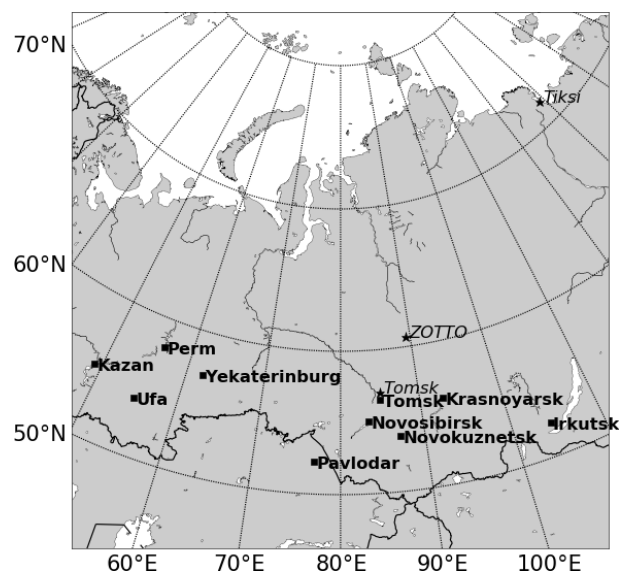 70°N
Tiksi
60°N
ZOTTO
Perm
Kazan
Yekaterinburg
Tomsk
Ufa
Tomsk
Krasnoyarsk
Novosibirsk
Irkutsk
50°N
Novokuznetsk
Pavlodar
60°E 70°E 80°E 90°E 100°E